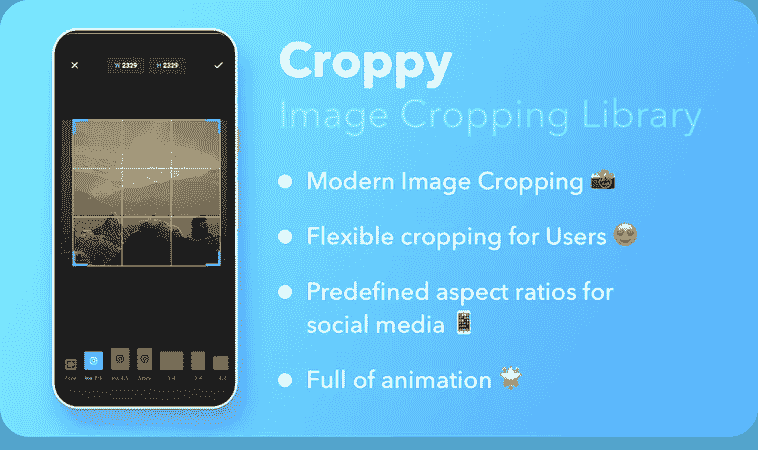 W 2329 H 2329
Croppy
Image Cropping Library
Modern Image Cropping
Flexible cropping for Users
Predefined aspect ratios for
social media
Full of animation